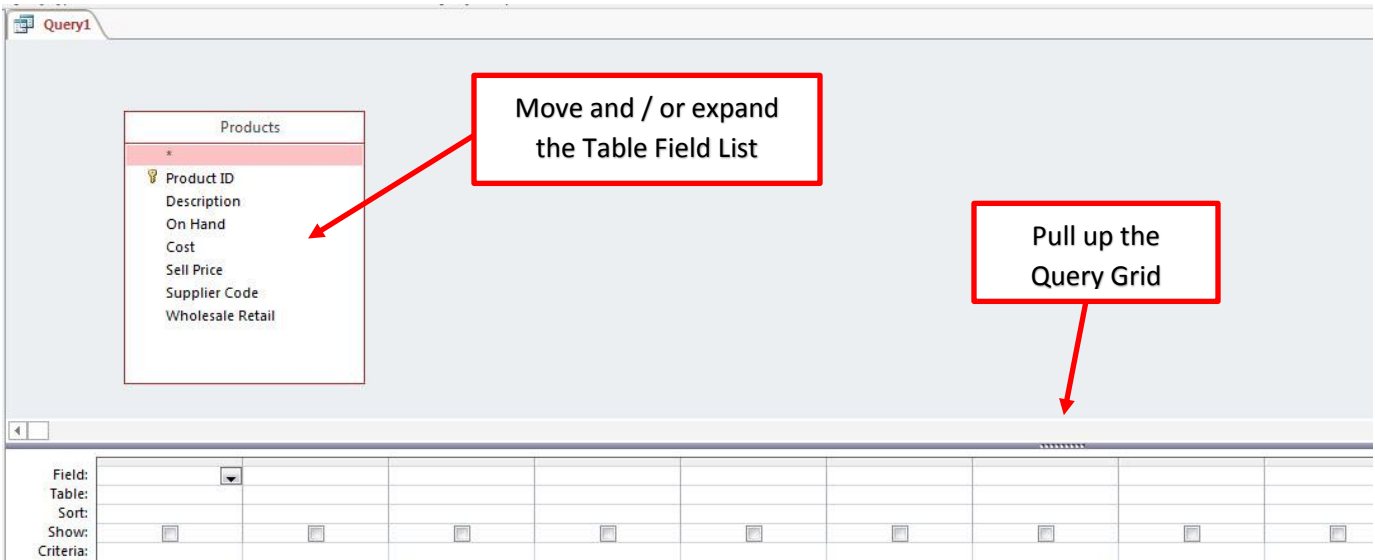 Query1
Move and / or expand
the Table Field List
Products
*
Product ID
Description
On Hand
Cost
Sell Price
Supplier Code
Wholesale Retail
Pull up the
Query Grid
Field:
Table:
Sort:
Show:
Criteria: